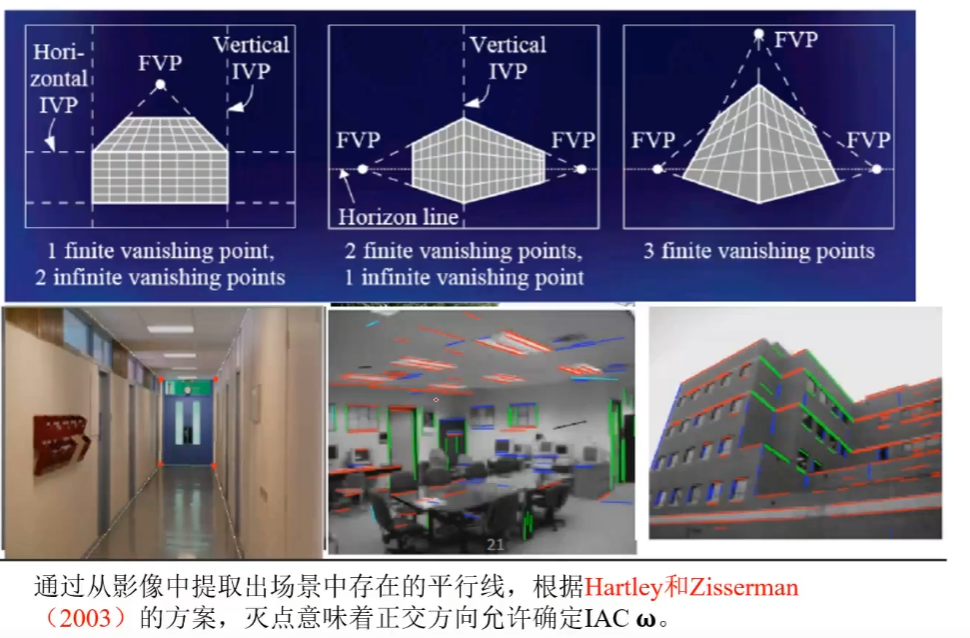 Hori-
zontal
IVP
FVP
Vertical
IVP
1 finite vanishing point,
2 infinite vanishing points
Vertical
IVP
FVP
FVP
Horizon line
2 finite vanishing points,
1 infinite vanishing point
FVP
FVP
FVP
3 finite vanishing points
21
通过从影像中提取出场景中存在的平行线，根据Hartley和Zisserman
（2003）的方案，灭点意味着正交方向允许确定IAC ω。